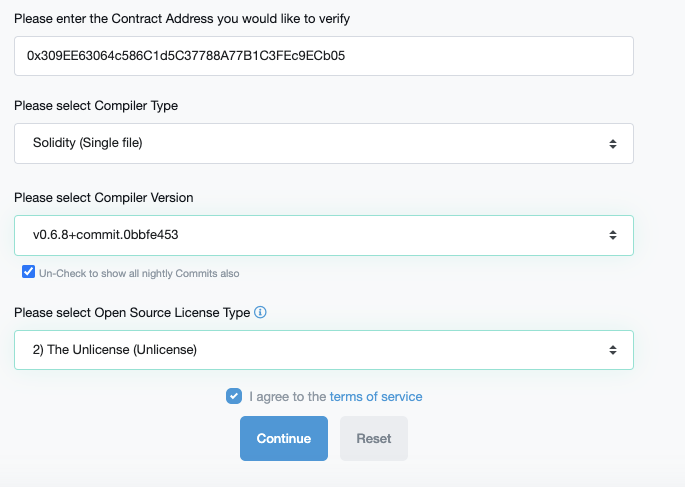 Please enter the Contract Address you would like to verify
0x309EE63064c586C1d5C37788A77B1C3FEc9ECb05
Please select Compiler Type
Solidity (Single file)
Please select Compiler Version
v0.6.8+commit.0bbfe453
Un-Check to show all nightly Commits also
Please select Open Source License Type
2) The Unlicense (Unlicense)
I agree to the terms of service
Continue Reset